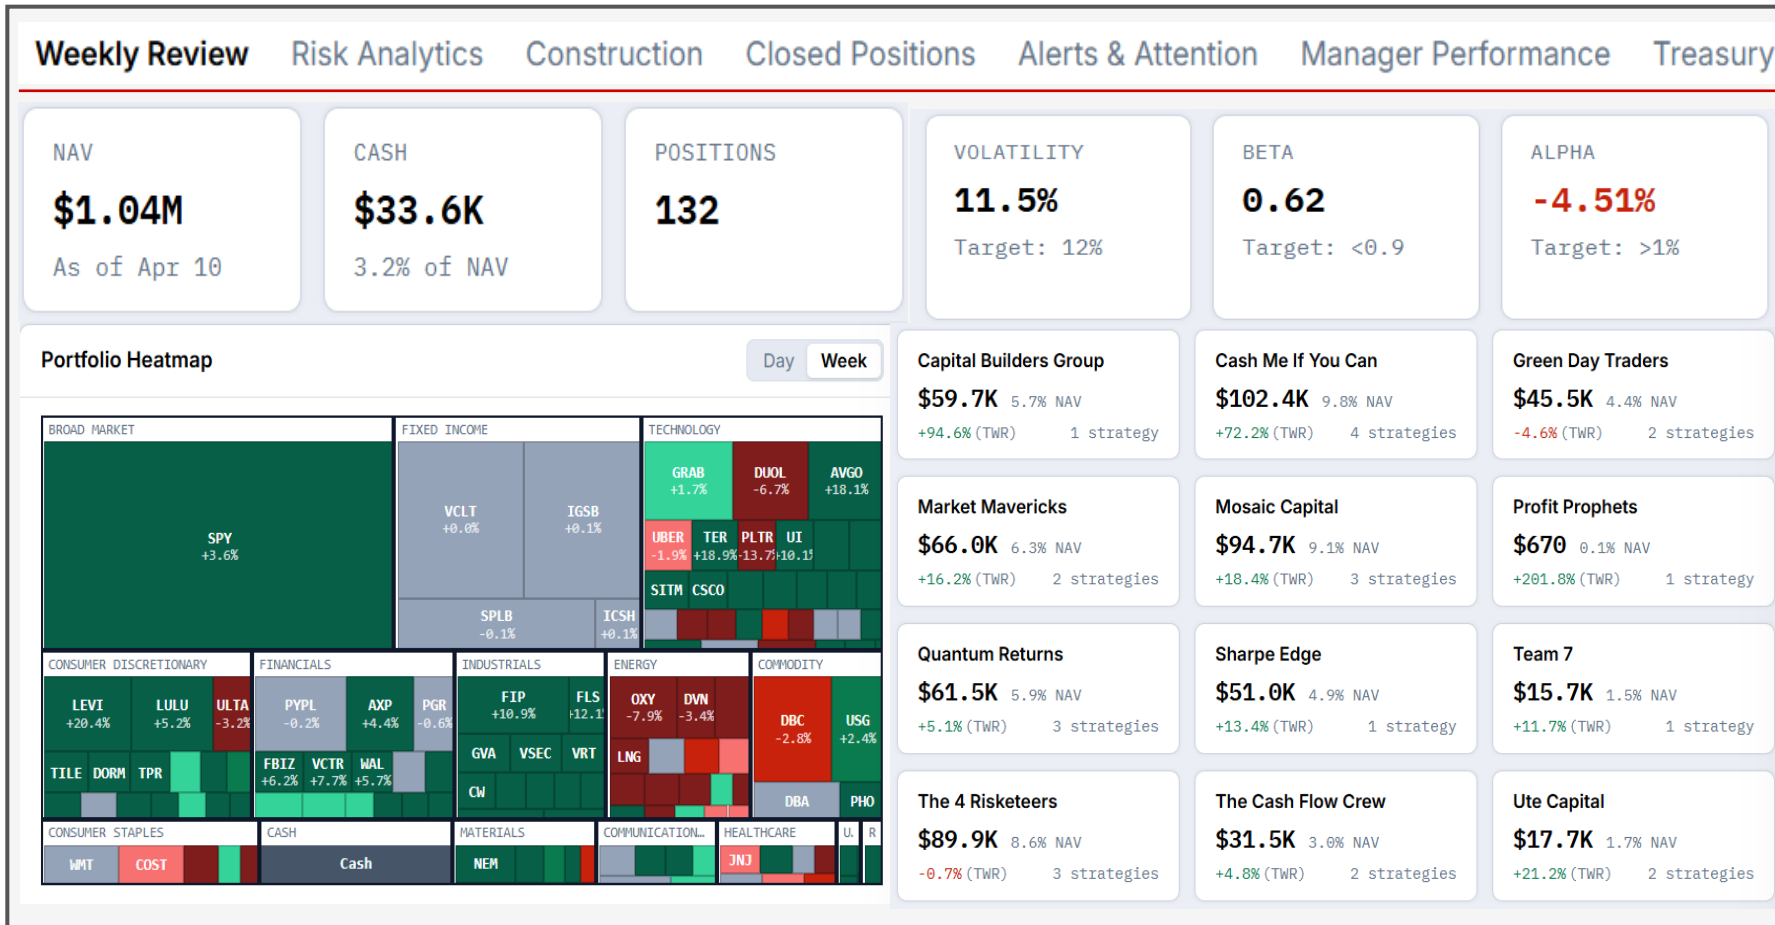 Weekly Review Risk Analytics Construction Closed Positions Alerts & Attention Manager Performance Treasury
NAV
$1.04M
As of Apr 10
CASH
$33.6K
3.2% of NAV
POSITIONS
132
VOLATILITY
11.5%
Target: 12%
BETA
0.62
Target: <0.9
ALPHA
-4.51%
Target: >1%
Portfolio Heatmap
Day Week
BROAD MARKET
SPY
+3.6%
FIXED INCOME
VCLT
+0.0%
IGSB
+0.1%
SPLB
-0.1%
ICSH
+0.1%
TECHNOLOGY
GRAB
+1.7%
DUOL
-6.7%
AVGO
+18.1%
UBER
-1.9%
TER
+18.9%
PLTR
-13.7
UI
+10.1
SITM
CSCO
CONSUMER DISCRETIONARY
LEVI
+20.4%
LULU
+5.2%
ULTA
-3.2%
TILE
DORM
TPR
FINANCIALS
PYPL
-0.2%
AXP
+4.4%
PGR
-0.6%
FBIZ
+6.2%
VCTR
+7.7%
WAL
+5.7%
INDUSTRIALS
FIP
+10.9%
FLS
+12.1
GVA
VSEC
VRT
CW
ENERGY
OXY
-7.9%
DVN
-3.4%
LNG
COMMODITY
DBC
-2.8%
USG
+2.4%
DBA
PHO
CONSUMER STAPLES
WMT
COST
CASH
Cash
MATERIALS
NEM
COMMUNICATION…
HEALTHCARE
JNJ
U.
R
Capital Builders Group
$59.7K 5.7% NAV
+94.6% (TWR) 1 strategy
Cash Me If You Can
$102.4K 9.8% NAV
+72.2% (TWR) 4 strategies
Green Day Traders
$45.5K 4.4% NAV
-4.6% (TWR) 2 strategies
Market Mavericks
$66.0K 6.3% NAV
+16.2% (TWR) 2 strategies
Mosaic Capital
$94.7K 9.1% NAV
+18.4% (TWR) 3 strategies
Profit Prophets
$670 0.1% NAV
+201.8% (TWR) 1 strategy
Quantum Returns
$61.5K 5.9% NAV
+5.1% (TWR) 3 strategies
Sharpe Edge
$51.0K 4.9% NAV
+13.4% (TWR) 1 strategy
Team 7
$15.7K 1.5% NAV
+11.7% (TWR) 1 strategy
The 4 Risketeers
$89.9K 8.6% NAV
-0.7% (TWR) 3 strategies
The Cash Flow Crew
$31.5K 3.0% NAV
+4.8% (TWR) 2 strategies
Ute Capital
$17.7K 1.7% NAV
+21.2% (TWR) 2 strategies